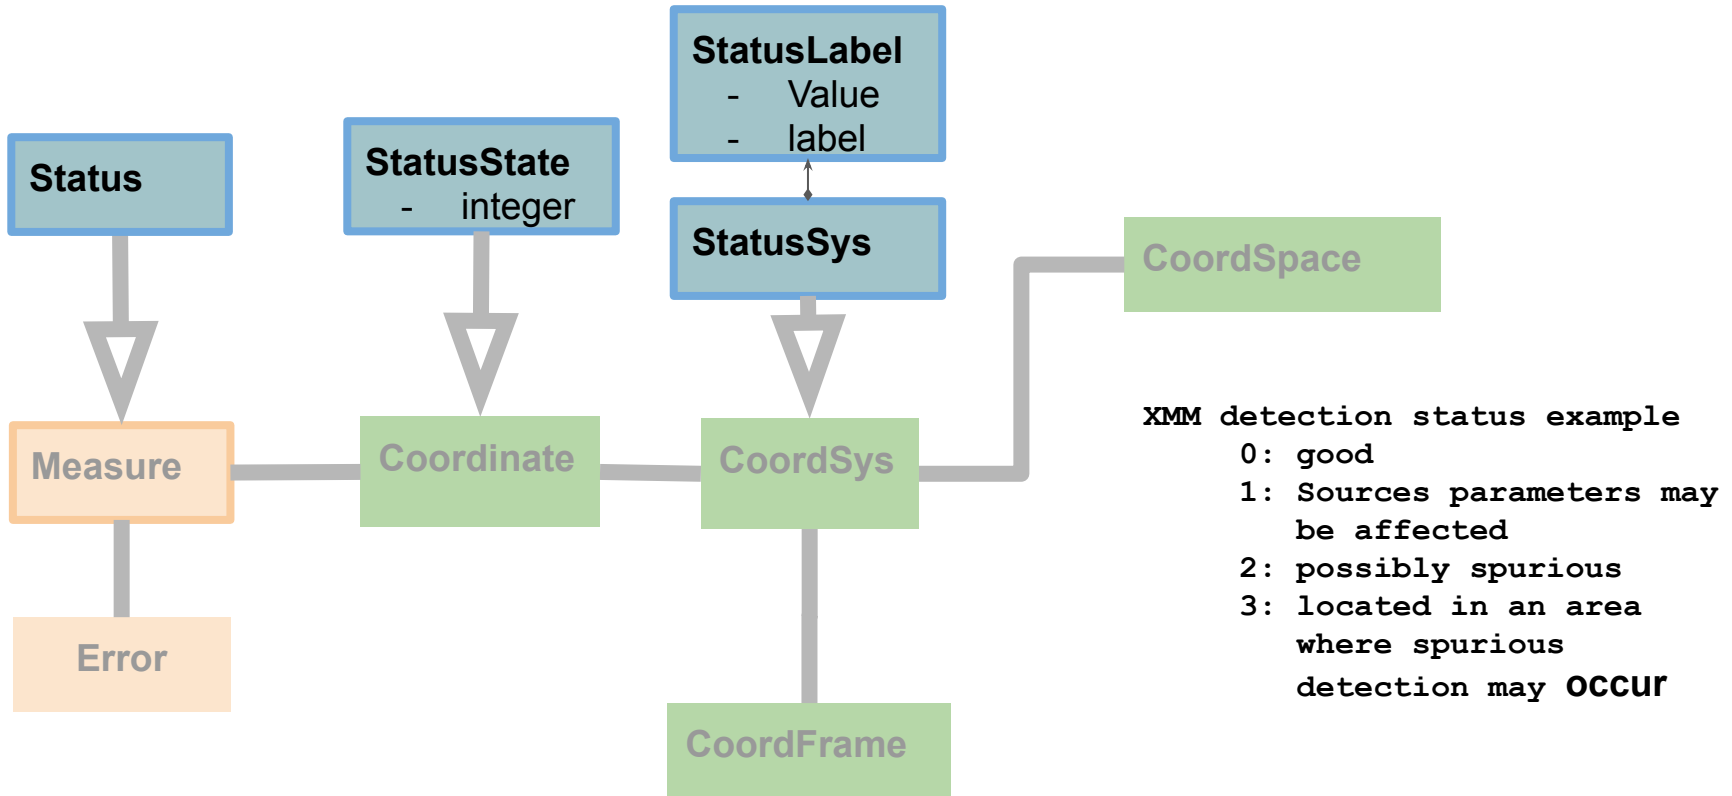 StatusLabel
- Value
- label
Status
StatusState
- integer
StatusSys
CoordSpace
Measure
Coordinate
CoordSys
Error
CoordFrame
XMM detection status example
0: good
1: Sources parameters may
be affected
2: possibly spurious
3: located in an area
where spurious
detection may occur